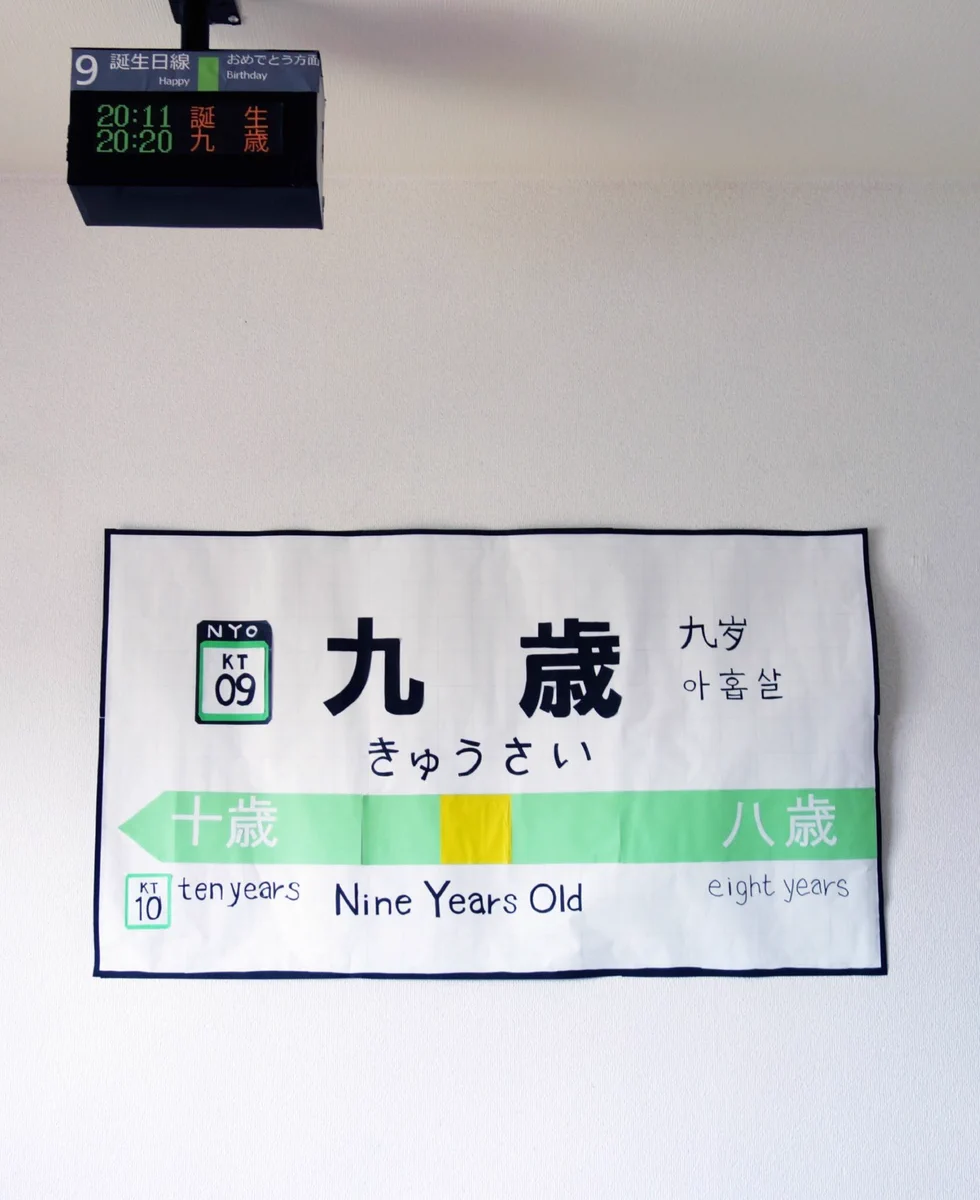 9 誕生日線 おめでとう方面
Happy Birthday
20:11 誕 生
20:20 九 歳
NYO
KT
09
九 歳
九岁
아홉살
きゅうさい
十歳 八歳
KT
10
ten years
Nine Years Old
eight years